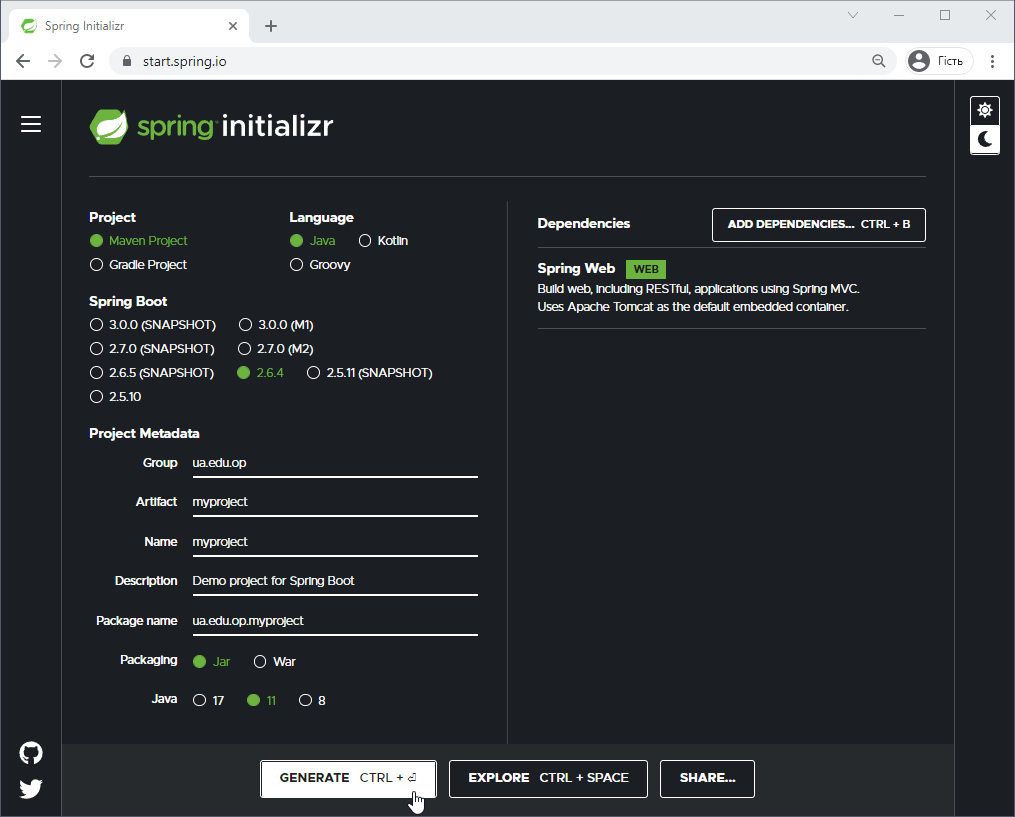 Spring Initializr
start.spring.io
Гість
spring initializr
Project
Maven Project
Gradle Project
Language
Java Kotlin
Groovy
Spring Boot
3.0.0 (SNAPSHOT) 3.0.0 (M1)
2.7.0 (SNAPSHOT) 2.7.0 (M2)
2.6.5 (SNAPSHOT) 2.6.4 2.5.11 (SNAPSHOT)
2.5.10
Project Metadata
Group ua.edu.op
Artifact myproject
Name myproject
Description Demo project for Spring Boot
Package name ua.edu.op.myproject
Packaging Jar War
Java 17 11 8
Dependencies
ADD DEPENDENCIES... CTRL + B
Spring Web WEB
Build web, including RESTful, applications using Spring MVC.
Uses Apache Tomcat as the default embedded container.
GENERATE CTRL + ⏎
EXPLORE CTRL + SPACE
SHARE...